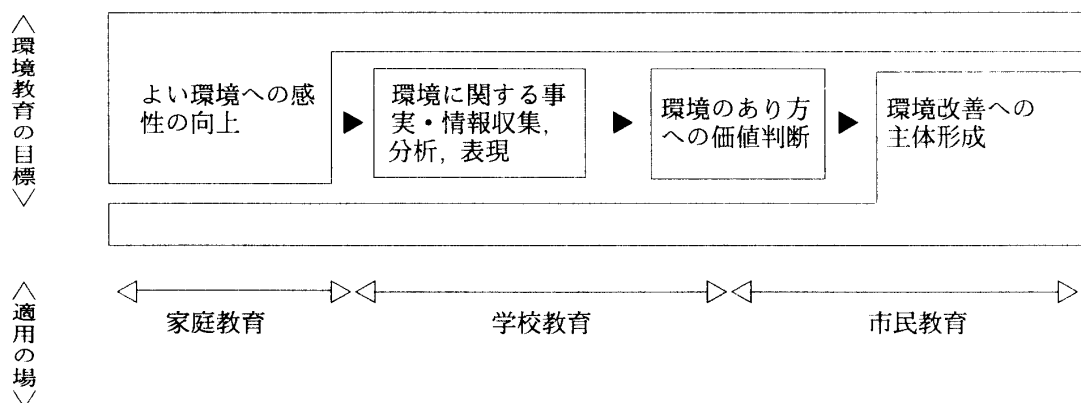 〈環境教育の目標〉
よい環境への感
性の向上
環境に関する事
実・情報収集,
分析, 表現
環境のあり方
への価値判断
環境改善への
主体形成
〈適用の場〉
家庭教育
学校教育
市民教育